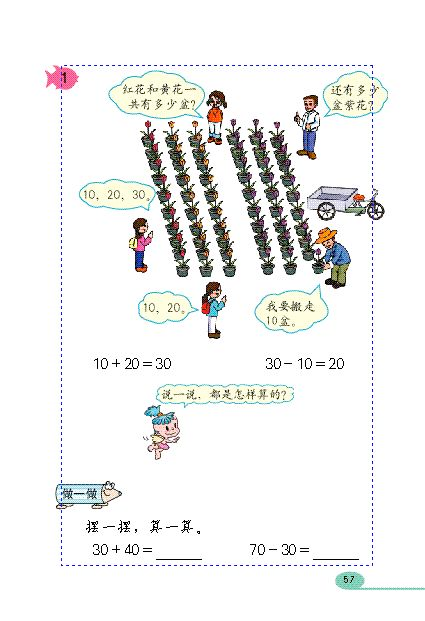 1
红花和黄花一
共有多少盆?
还有多少
盆紫花?
10，20，30。
10，20。
我要搬走
10盆。
10+20=30
30-10=20
说一说，都是怎样算的?
做一做
摆一摆，算一算。
30+40=______
70-30=______
57